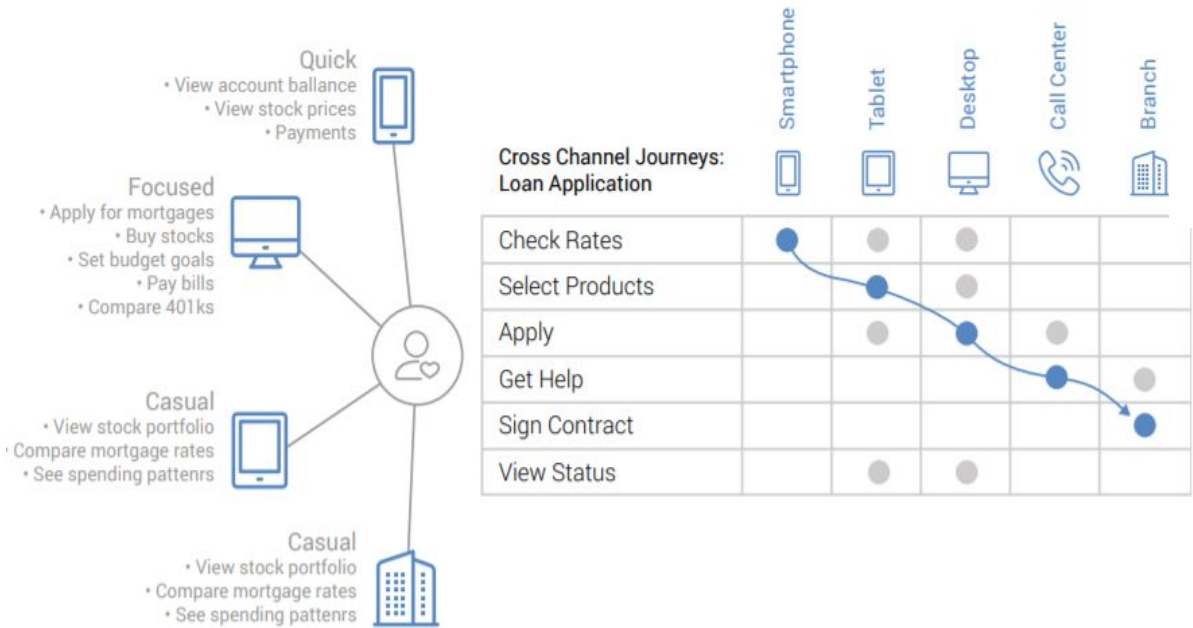 Quick
• View account ballance
• View stock prices
• Payments
Focused
• Apply for mortgages
• Buy stocks
• Set budget goals
• Pay bills
• Compare 401ks
Casual
• View stock portfolio
• Compare mortgage rates
• See spending pattenrs
Casual
• View stock portfolio
• Compare mortgage rates
• See spending pattenrs
Cross Channel Journeys:
Loan Application
Smartphone
Tablet
Desktop
Call Center
Branch
Check Rates
Select Products
Apply
Get Help
Sign Contract
View Status